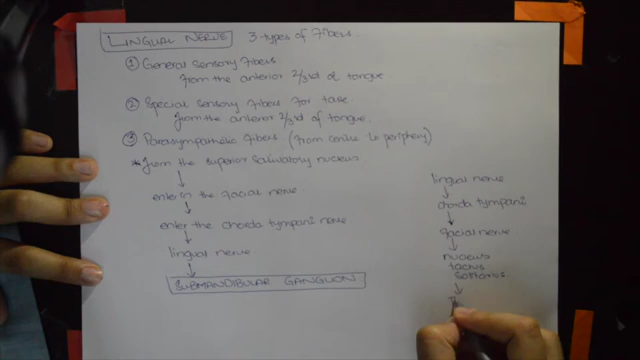 LINGUAL NERVE 3 types of Fibers
① General sensory fibers
from the anterior 2/3rd of tongue
② Special sensory fibers for taste
from the anterior 2/3rd of tongue.
③ Parasympathetic fibers. (from centre to periphery)
* from the superior salivatory nucleus
↓
enter in the facial nerve
↓
enter the chorda tympani nerve
↓
lingual nerve
↓
SUBMANDIBULAR GANGLION
lingual nerve
↓
chorda tympani
↓
facial nerve
↓
nucleus
tactus
soltarius.
↓